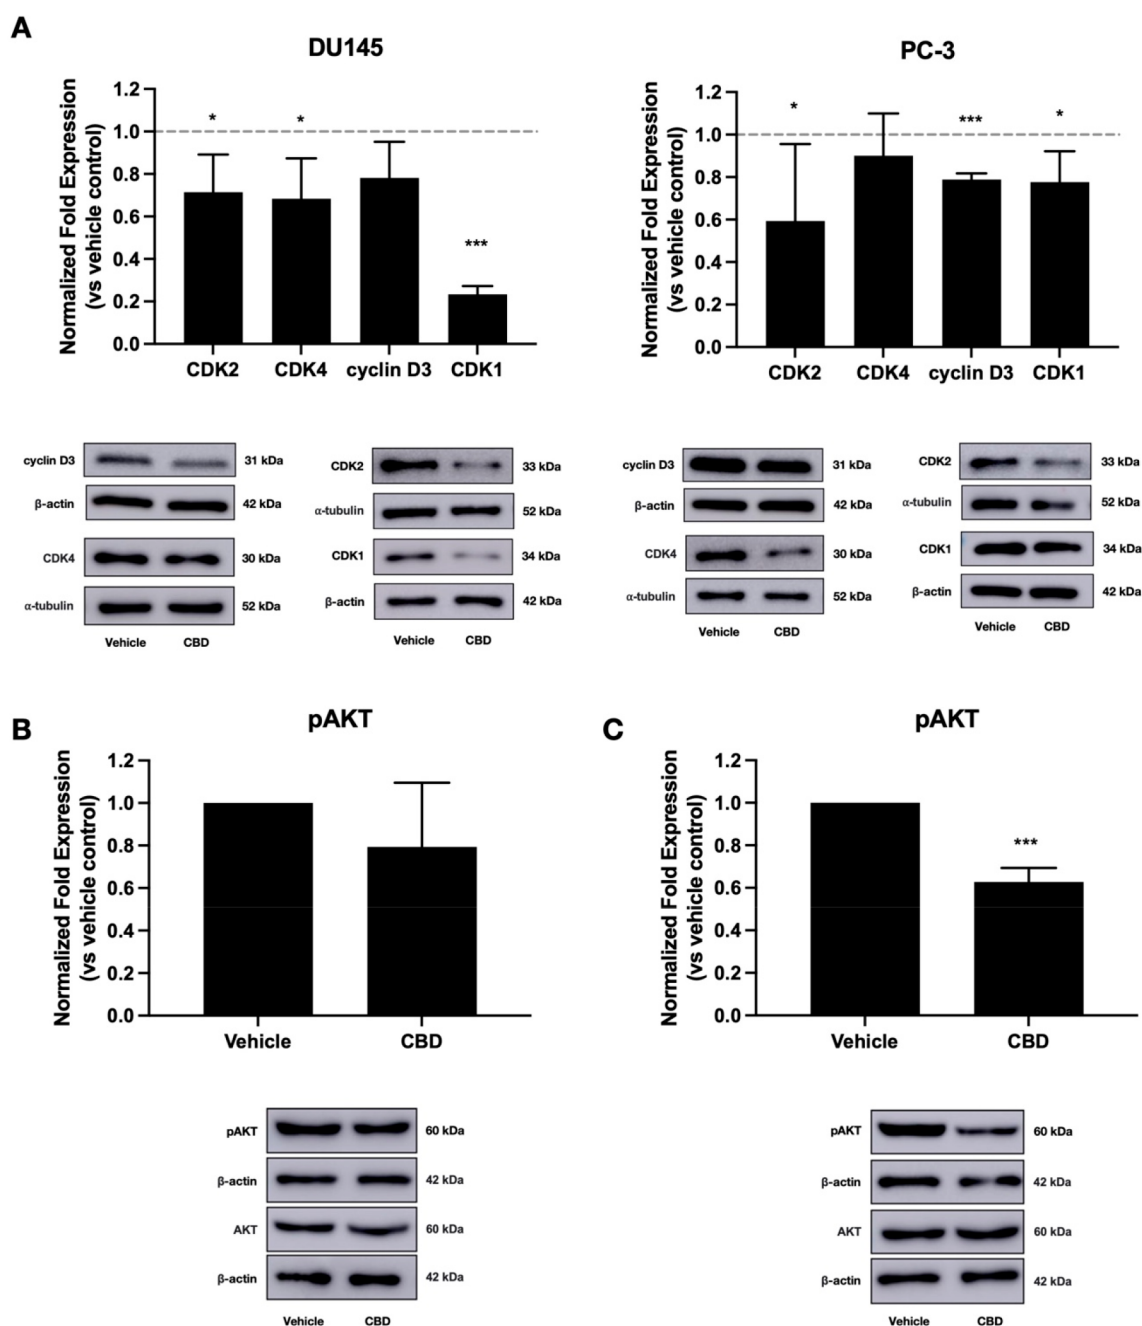 A
DU145
Normalized Fold Expression
(vs vehicle control)
1.2
1.0
0.8
0.6
0.4
0.2
0.0
* * ***
CDK2 CDK4 cyclin D3 CDK1
PC-3
Normalized Fold Expression
(vs vehicle control)
1.2
1.0
0.8
0.6
0.4
0.2
0.0
* *** *
CDK2 CDK4 cyclin D3 CDK1
cyclin D3 31 kDa
β-actin 42 kDa
CDK4 30 kDa
α-tubulin 52 kDa
Vehicle CBD
CDK2 33 kDa
α-tubulin 52 kDa
CDK1 34 kDa
β-actin 42 kDa
Vehicle CBD
cyclin D3 31 kDa
β-actin 42 kDa
CDK4 30 kDa
α-tubulin 52 kDa
Vehicle CBD
CDK2 33 kDa
α-tubulin 52 kDa
CDK1 34 kDa
β-actin 42 kDa
Vehicle CBD
B
pAKT
Normalized Fold Expression
(vs vehicle control)
1.2
1.0
0.8
0.6
0.4
0.2
0.0
Vehicle CBD
pAKT 60 kDa
β-actin 42 kDa
AKT 60 kDa
β-actin 42 kDa
Vehicle CBD
C
pAKT
Normalized Fold Expression
(vs vehicle control)
1.2
1.0
0.8
0.6
0.4
0.2
0.0
***
Vehicle CBD
pAKT 60 kDa
β-actin 42 kDa
AKT 60 kDa
β-actin 42 kDa
Vehicle CBD